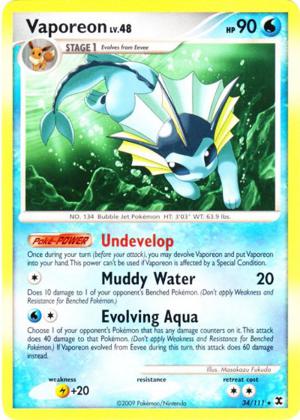 Vaporeon LV.48
HP 90
STAGE 1 Evolves from Eevee
NO. 134 Bubble Jet Pokémon HT: 3'03" WT: 63.9 lbs.
Poké-POWER Undevelop
Once during your turn (before your attack), you may devolve Vaporeon and put Vaporeon
into your hand. This power can't be used if Vaporeon is affected by a Special Condition.
Muddy Water 20
Does 10 damage to 1 of your opponent's Benched Pokémon. (Don't apply Weakness and
Resistance for Benched Pokémon.)
Evolving Aqua
Choose 1 of your opponent's Pokémon that has any damage counters on it. This attack
does 40 damage to that Pokémon. (Don't apply Weakness and Resistance for Benched
Pokémon.) If Vaporeon evolved from Eevee during this turn, this attack does 60 damage
instead.
Illus. Masakazu Fukuda
weakness resistance retreat cost
+20
©2009 Pokémon/Nintendo
34/111